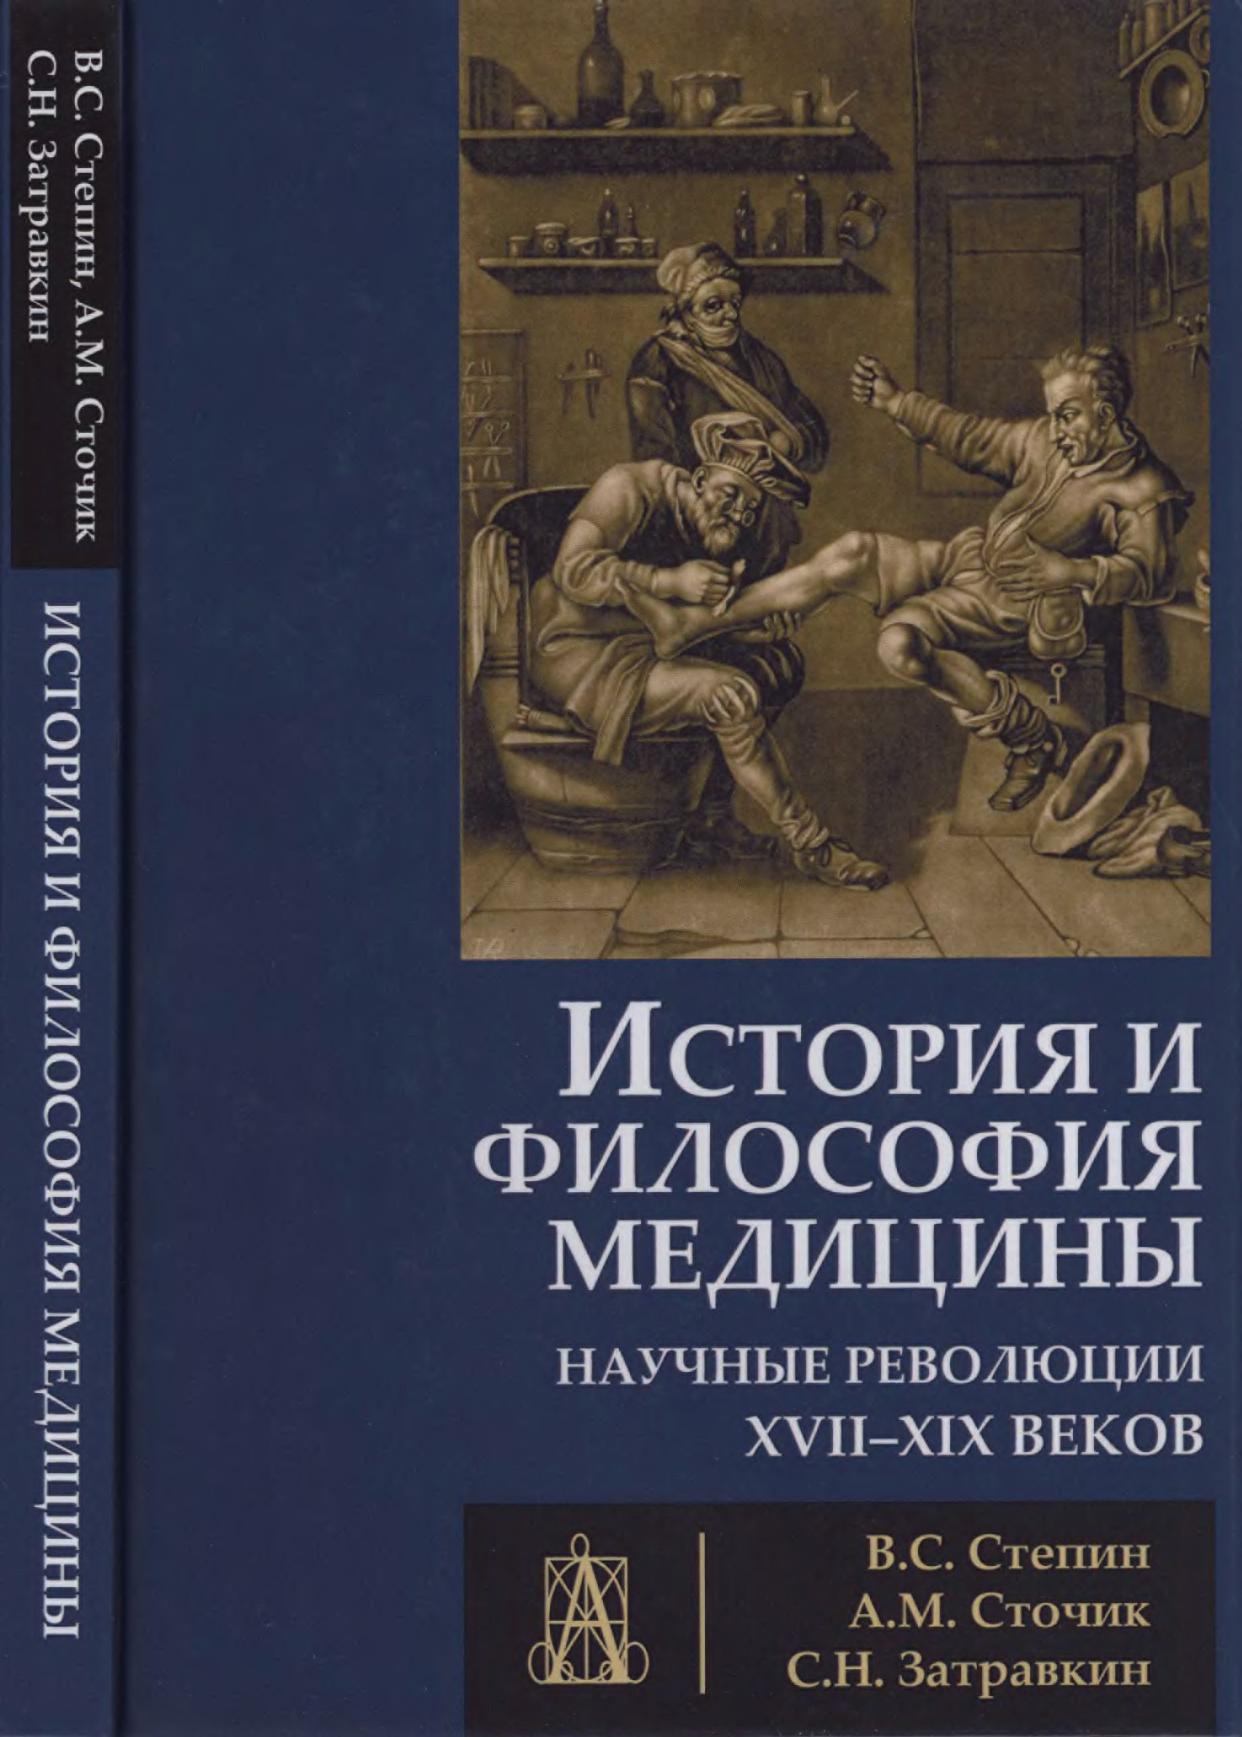 В.С. Степин, А.М. Сточик
С.Н. Затравкин
ИСТОРИЯ И ФИЛОСОФИЯ МЕДИЦИНЫ
История и
философия
медицины
научные революции
XVII–XIX веков
В.С. Степин
А.М. Сточик
С.Н. Затравкин